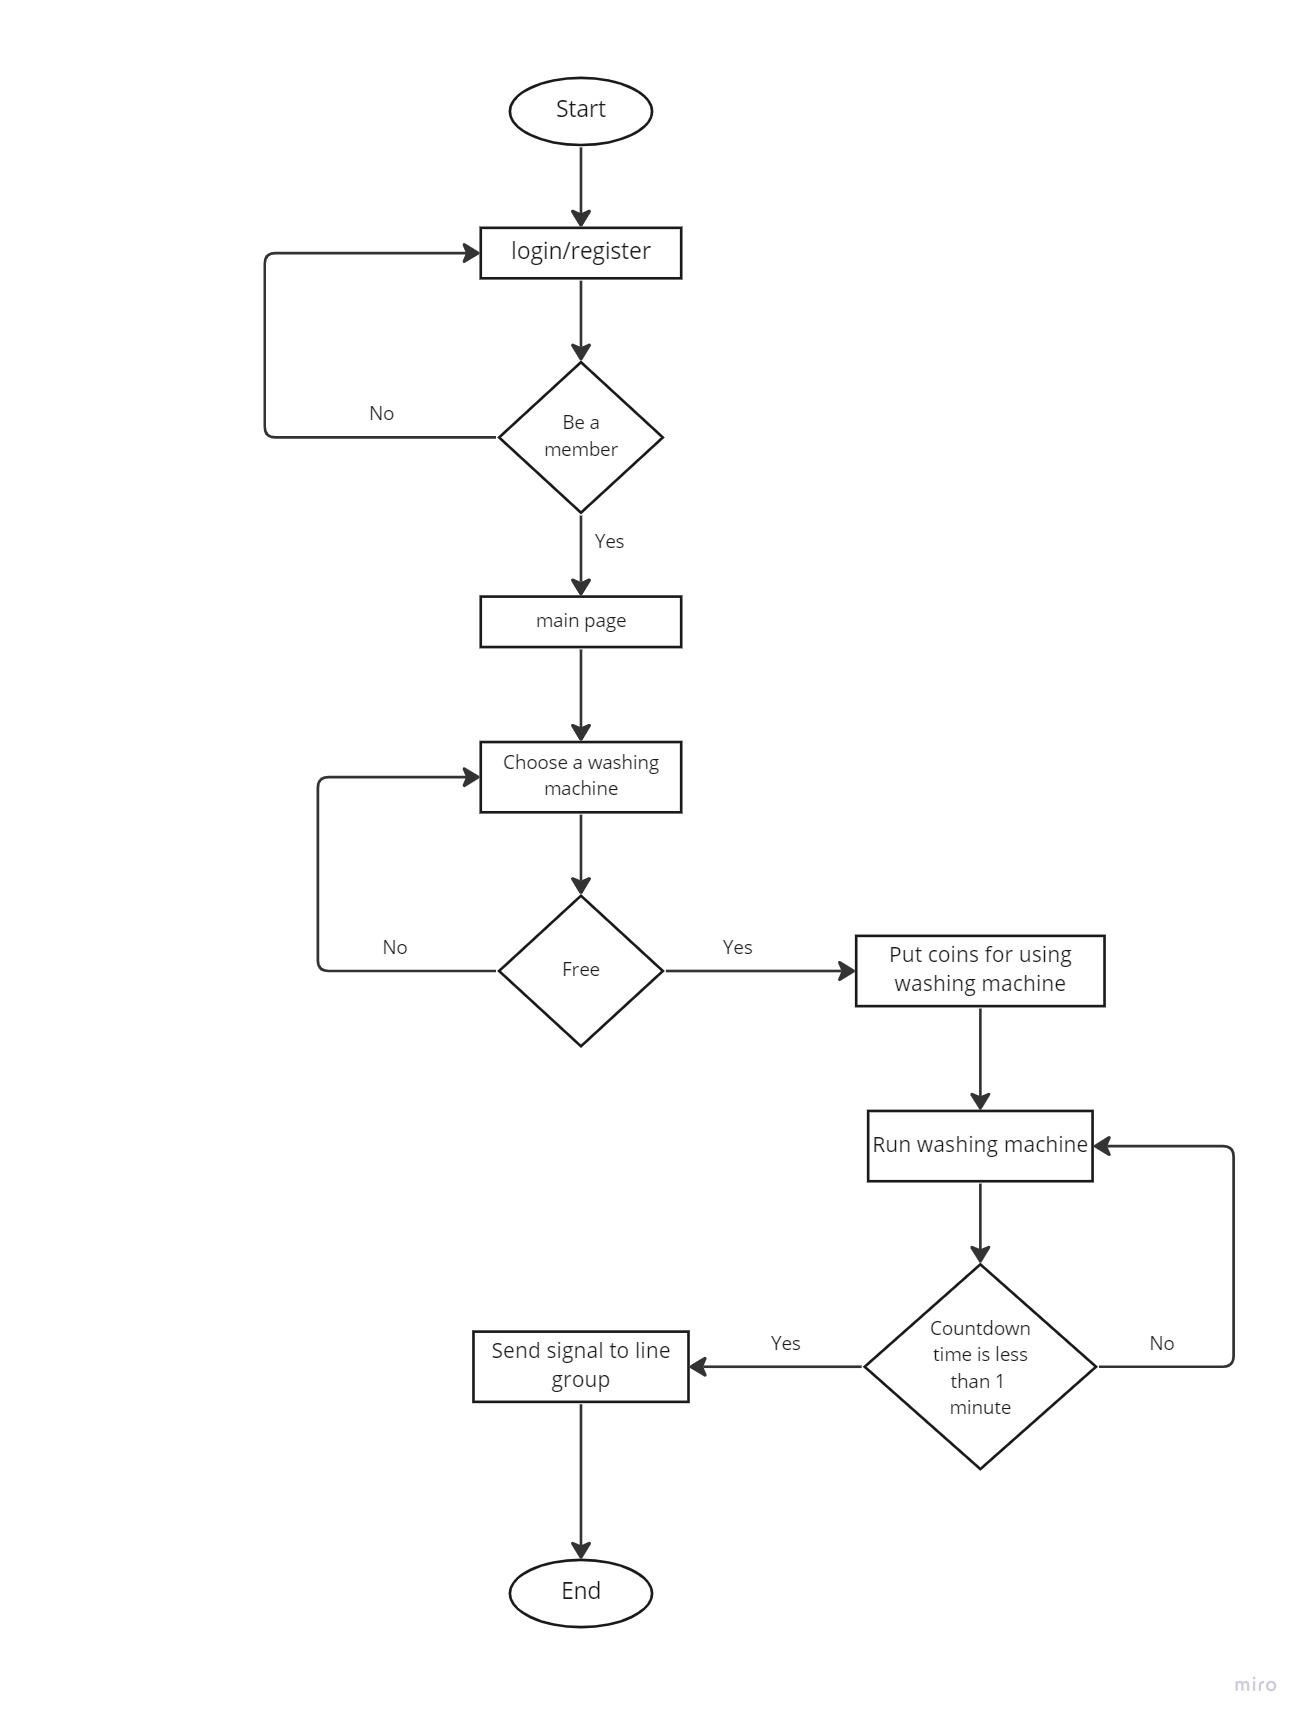 Start
login/register
No
Be a
member
Yes
main page
Choose a washing
machine
No
Free
Yes
Put coins for using
washing machine
Run washing machine
Countdown
time is less
than 1
minute
No
Yes
Send signal to line
group
End
miro